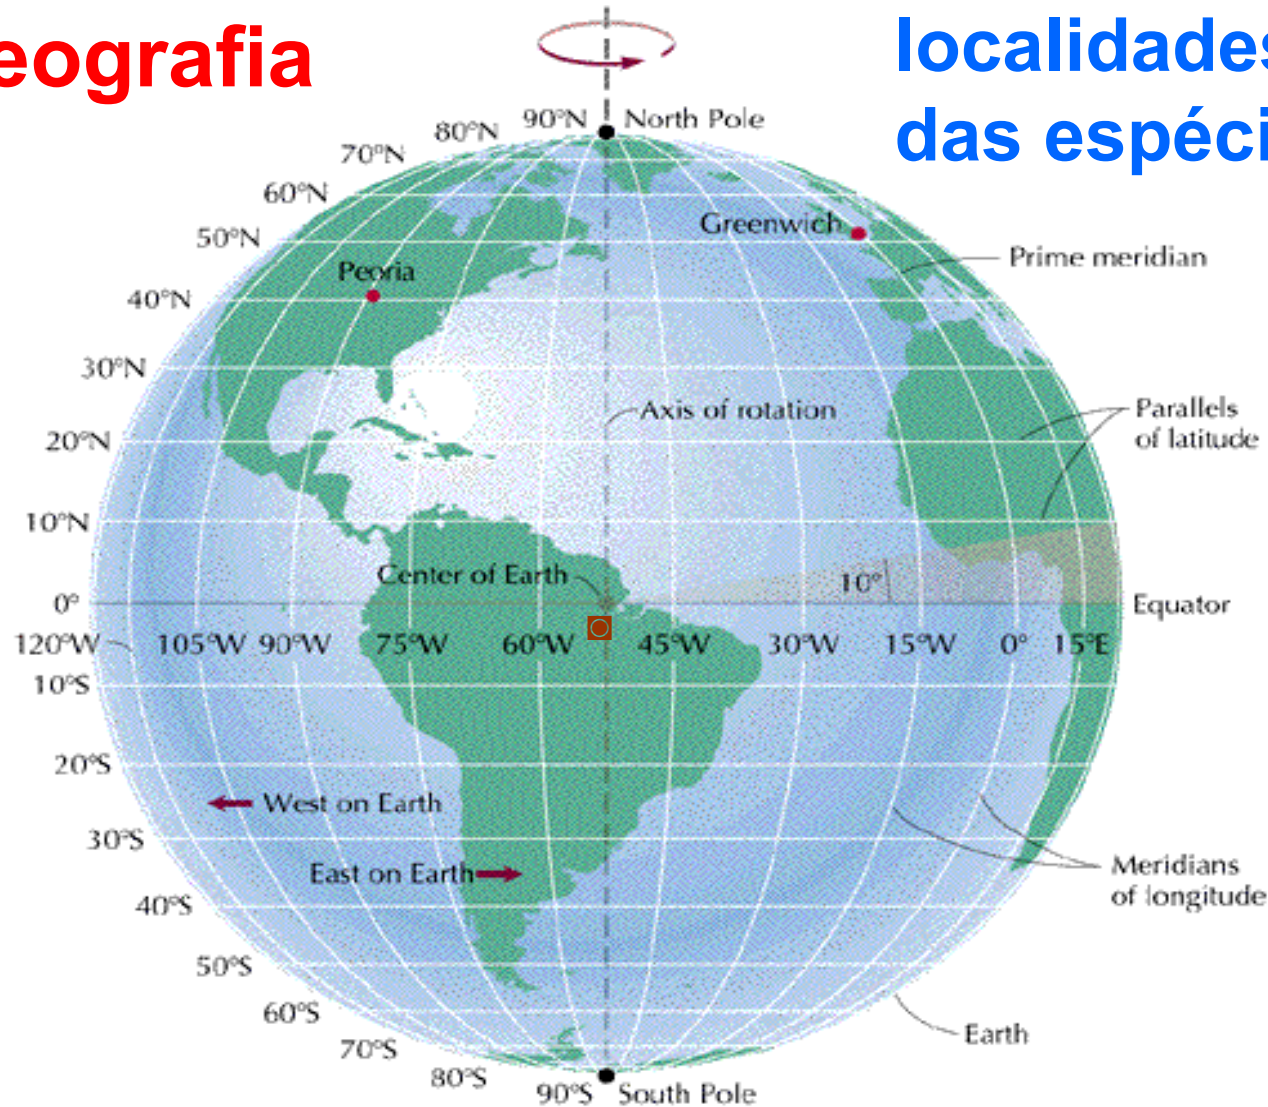 eografia
localidades
das espéci
90°N
North Pole
80°N
70°N
60°N
Greenwich
50°N
Prime meridian
Peoria
40°N
30°N
Axis of rotation
Parallels
of latitude
20°N
10°N
Center of Earth
10°
0°
Equator
120°W
105°W
90°W
75°W
60°W
45°W
30°W
15°W
0°
15°E
10°S
20°S
West on Earth
30°S
East on Earth
Meridians
of longitude
40°S
50°S
60°S
Earth
70°S
80°S
90°S
South Pole